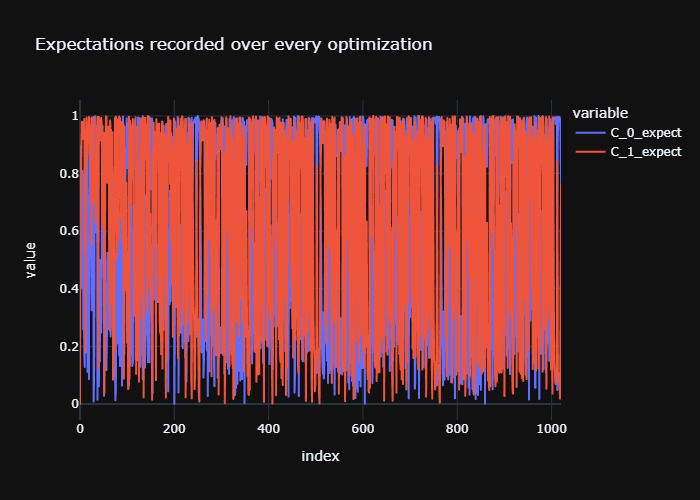 Expectations recorded over every optimization
variable
C_0_expect
C_1_expect
1
0.8
0.6
0.4
0.2
0
value
0 200 400 600 800 1000
index